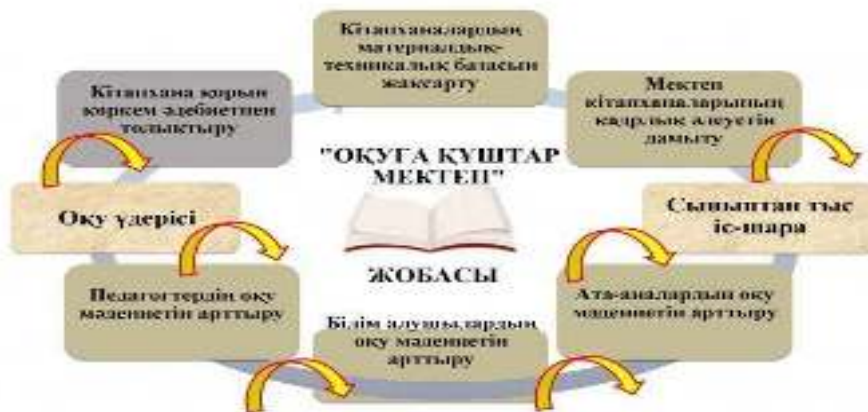 Кітапханалардың
материалдық-
техникалық базасын
жақсарту
Кітапхана қорын
көркем әдебиетпен
толықтыру
Мектеп
кітапханаларының
кадрлық әлеуетін
дамыту
"ОҚУҒА ҚҰШТАР
МЕКТЕП"
Оқу үдерісі
Сыныптан тыс
іс-шара
ЖОБАСЫ
Педагогтердің оқу
мәдениетін арттыру
Білім алушылардың
оқу мәдениетін
арттыру
Ата-аналардың оқу
мәдениетін арттыру